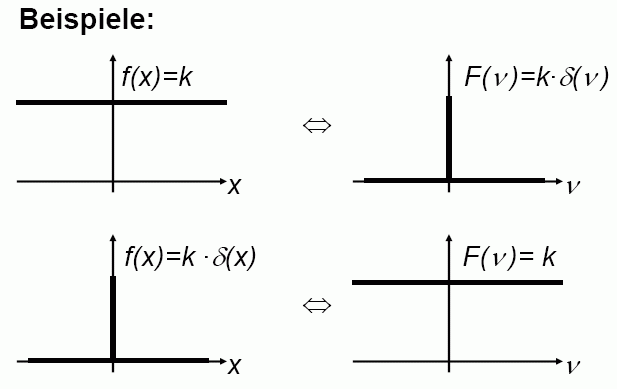 Beispiele:
f(x)=k
F(ν)=k·δ(ν)
⇔
x
ν
f(x)=k ·δ(x)
F(ν)= k
⇔
x
ν